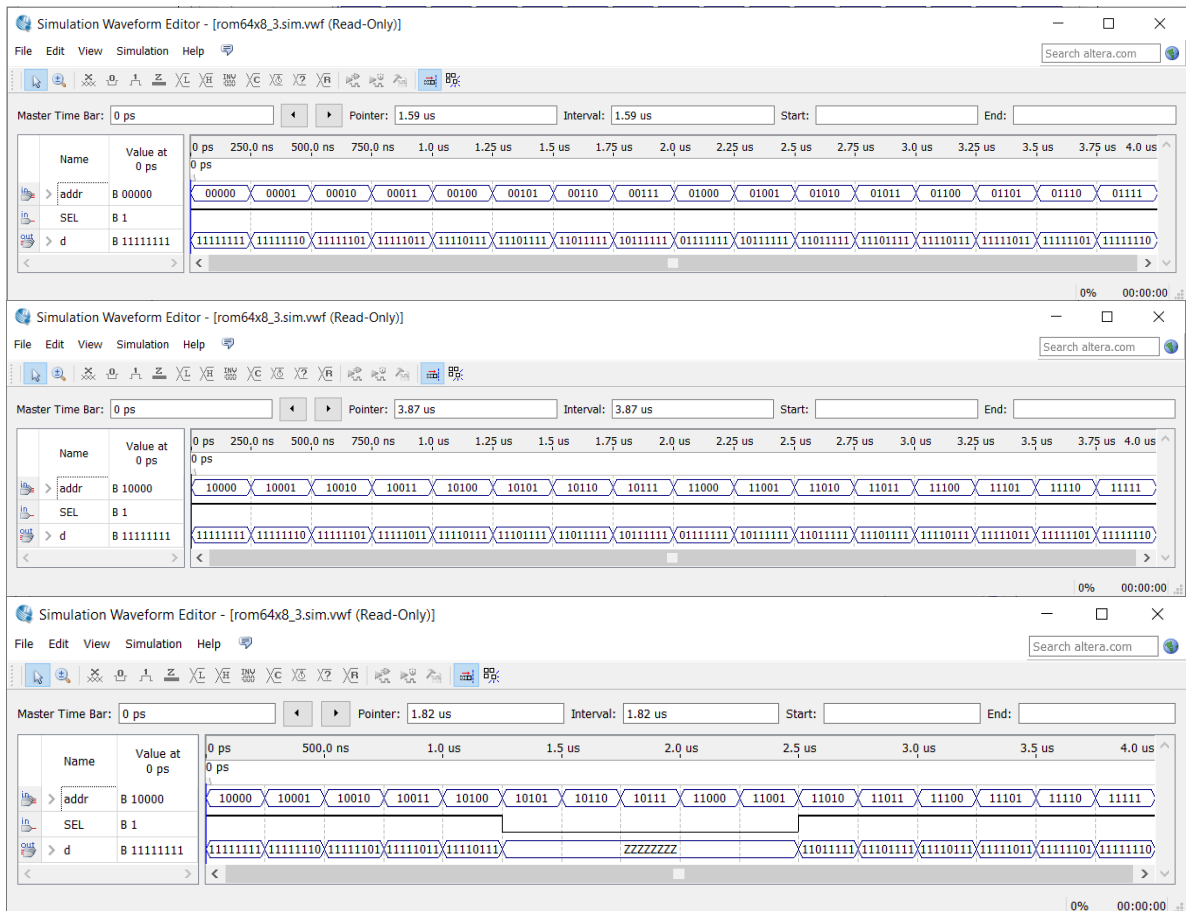 Simulation Waveform Editor - [rom64x8_3.sim.vwf (Read-Only)]
File Edit View Simulation Help
Search altera.com
Master Time Bar: 0 ps Pointer: 1.59 us Interval: 1.59 us Start: End:
Name Value at 0 ps
0 ps 250.0 ns 500.0 ns 750.0 ns 1.0 us 1.25 us 1.5 us 1.75 us 2.0 us 2.25 us 2.5 us 2.75 us 3.0 us 3.25 us 3.5 us 3.75 us 4.0 us
0 ps
addr B 00000 00000 00001 00010 00011 00100 00101 00110 00111 01000 01001 01010 01011 01100 01101 01110 01111
SEL B 1
d B 11111111 11111111 11111110 11111101 11111011 11110111 11101111 11011111 10111111 01111111 10111111 11011111 11101111 11110111 11111011 11111101 11111110
0% 00:00:00
Simulation Waveform Editor - [rom64x8_3.sim.vwf (Read-Only)]
File Edit View Simulation Help
Search altera.com
Master Time Bar: 0 ps Pointer: 3.87 us Interval: 3.87 us Start: End:
Name Value at 0 ps
0 ps 250.0 ns 500.0 ns 750.0 ns 1.0 us 1.25 us 1.5 us 1.75 us 2.0 us 2.25 us 2.5 us 2.75 us 3.0 us 3.25 us 3.5 us 3.75 us 4.0 us
0 ps
addr B 10000 10000 10001 10010 10011 10100 10101 10110 10111 11000 11001 11010 11011 11100 11101 11110 11111
SEL B 1
d B 11111111 11111111 11111110 11111101 11111011 11110111 11101111 11011111 10111111 01111111 10111111 11011111 11101111 11110111 11111011 11111101 11111110
0% 00:00:00
Simulation Waveform Editor - [rom64x8_3.sim.vwf (Read-Only)]
File Edit View Simulation Help
Search altera.com
Master Time Bar: 0 ps Pointer: 1.82 us Interval: 1.82 us Start: End:
Name Value at 0 ps
0 ps 500.0 ns 1.0 us 1.5 us 2.0 us 2.5 us 3.0 us 3.5 us 4.0 us
0 ps
addr B 10000 10000 10001 10010 10011 10100 10101 10110 10111 11000 11001 11010 11011 11100 11101 11110 11111
SEL B 1
d B 11111111 11111111 11111110 11111101 11111011 11110111 ZZZZZZZZ 11011111 11101111 11110111 11111011 11111101 11111110
0% 00:00:00